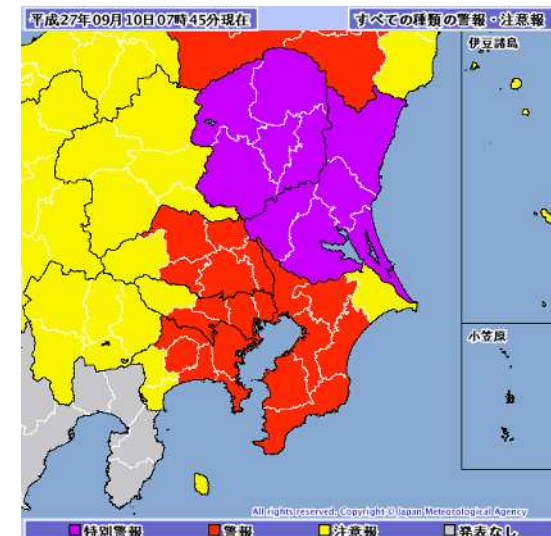 平成27年09月10日07時45分現在
すべての種類の警報・注意報
伊豆諸島
小笠原
All rights reserved. Copyright © Japan Meteorological Agency
特別警報 警報 注意報 発表なし